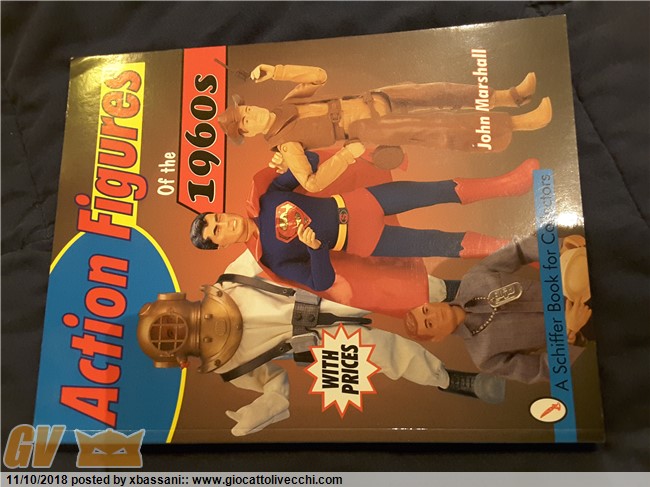 Action Figures
Of the
1960s
John Marshall
WITH
PRICES
A Schiffer Book for Collectors
GV
11/10/2018 posted by xbassani:: www.giocattolivecchi.com